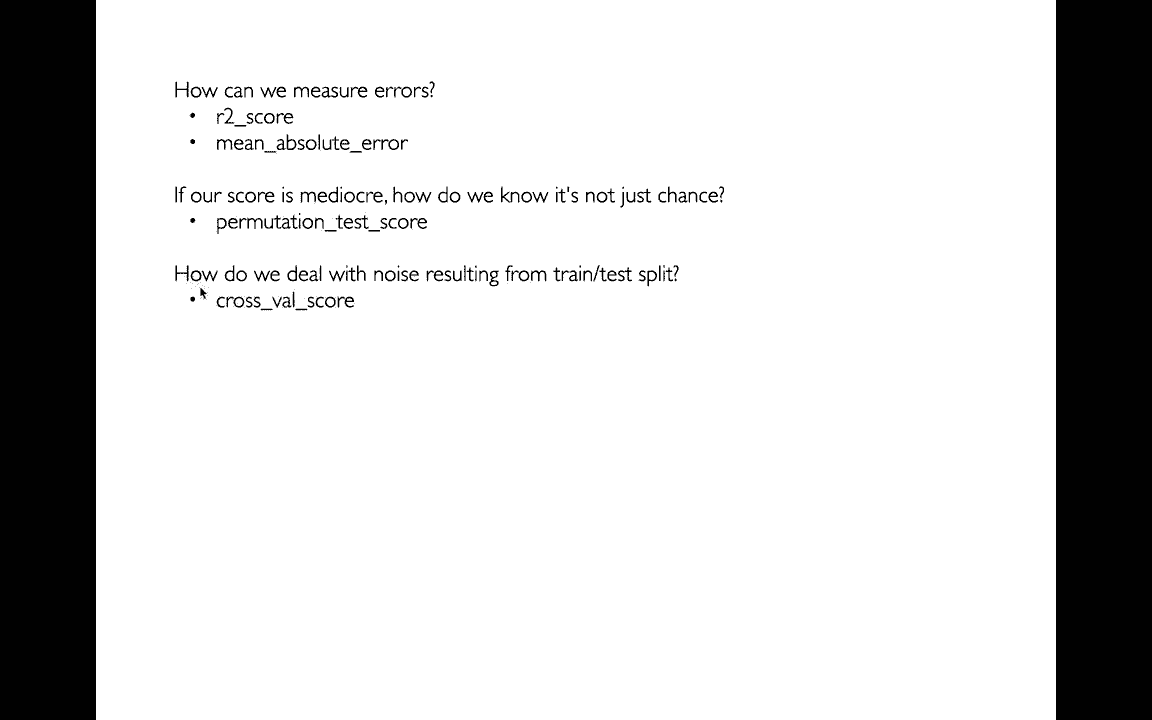 How can we measure errors?
• r2_score
• mean_absolute_error
If our score is mediocre, how do we know it's not just chance?
• permutation_test_score
How do we deal with noise resulting from train/test split?
• cross_val_score